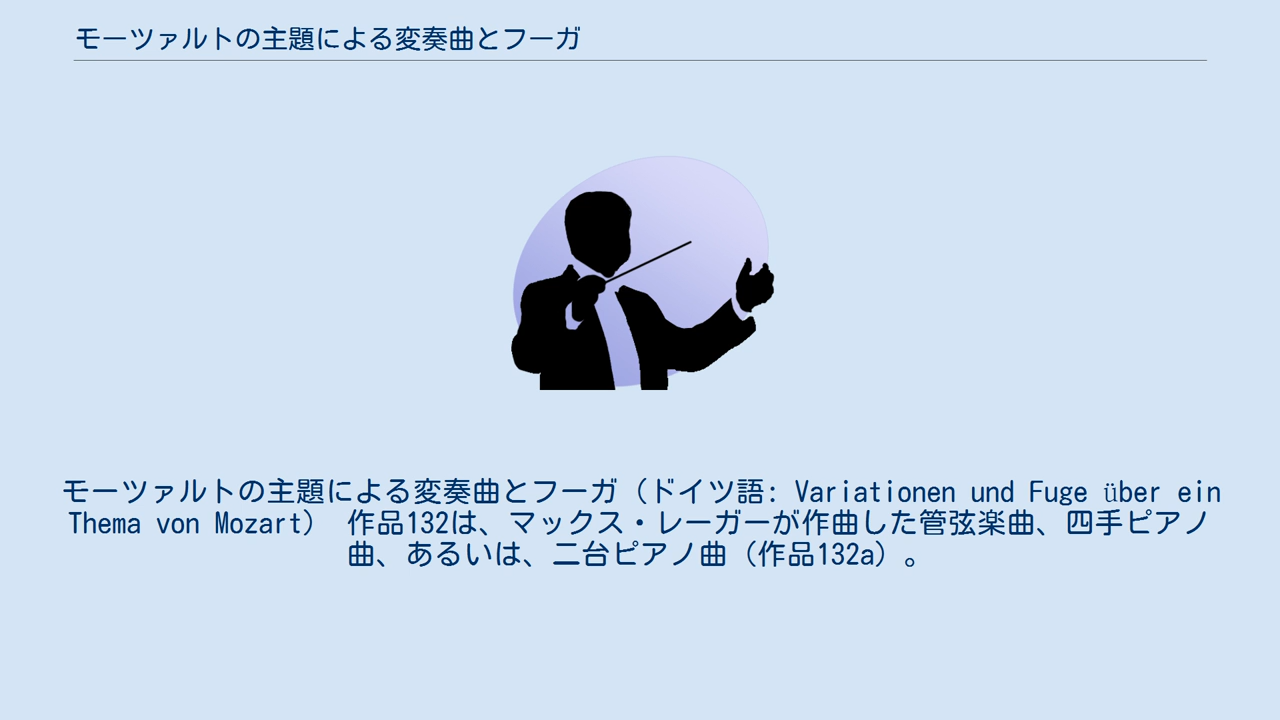 モーツァルトの主題による変奏曲とフーガ
モーツァルトの主題による変奏曲とフーガ（ドイツ語: Variationen und Fuge über ein
Thema von Mozart） 作品132は、マックス・レーガーが作曲した管弦楽曲、四手ピアノ
曲、あるいは、二台ピアノ曲（作品132a）。